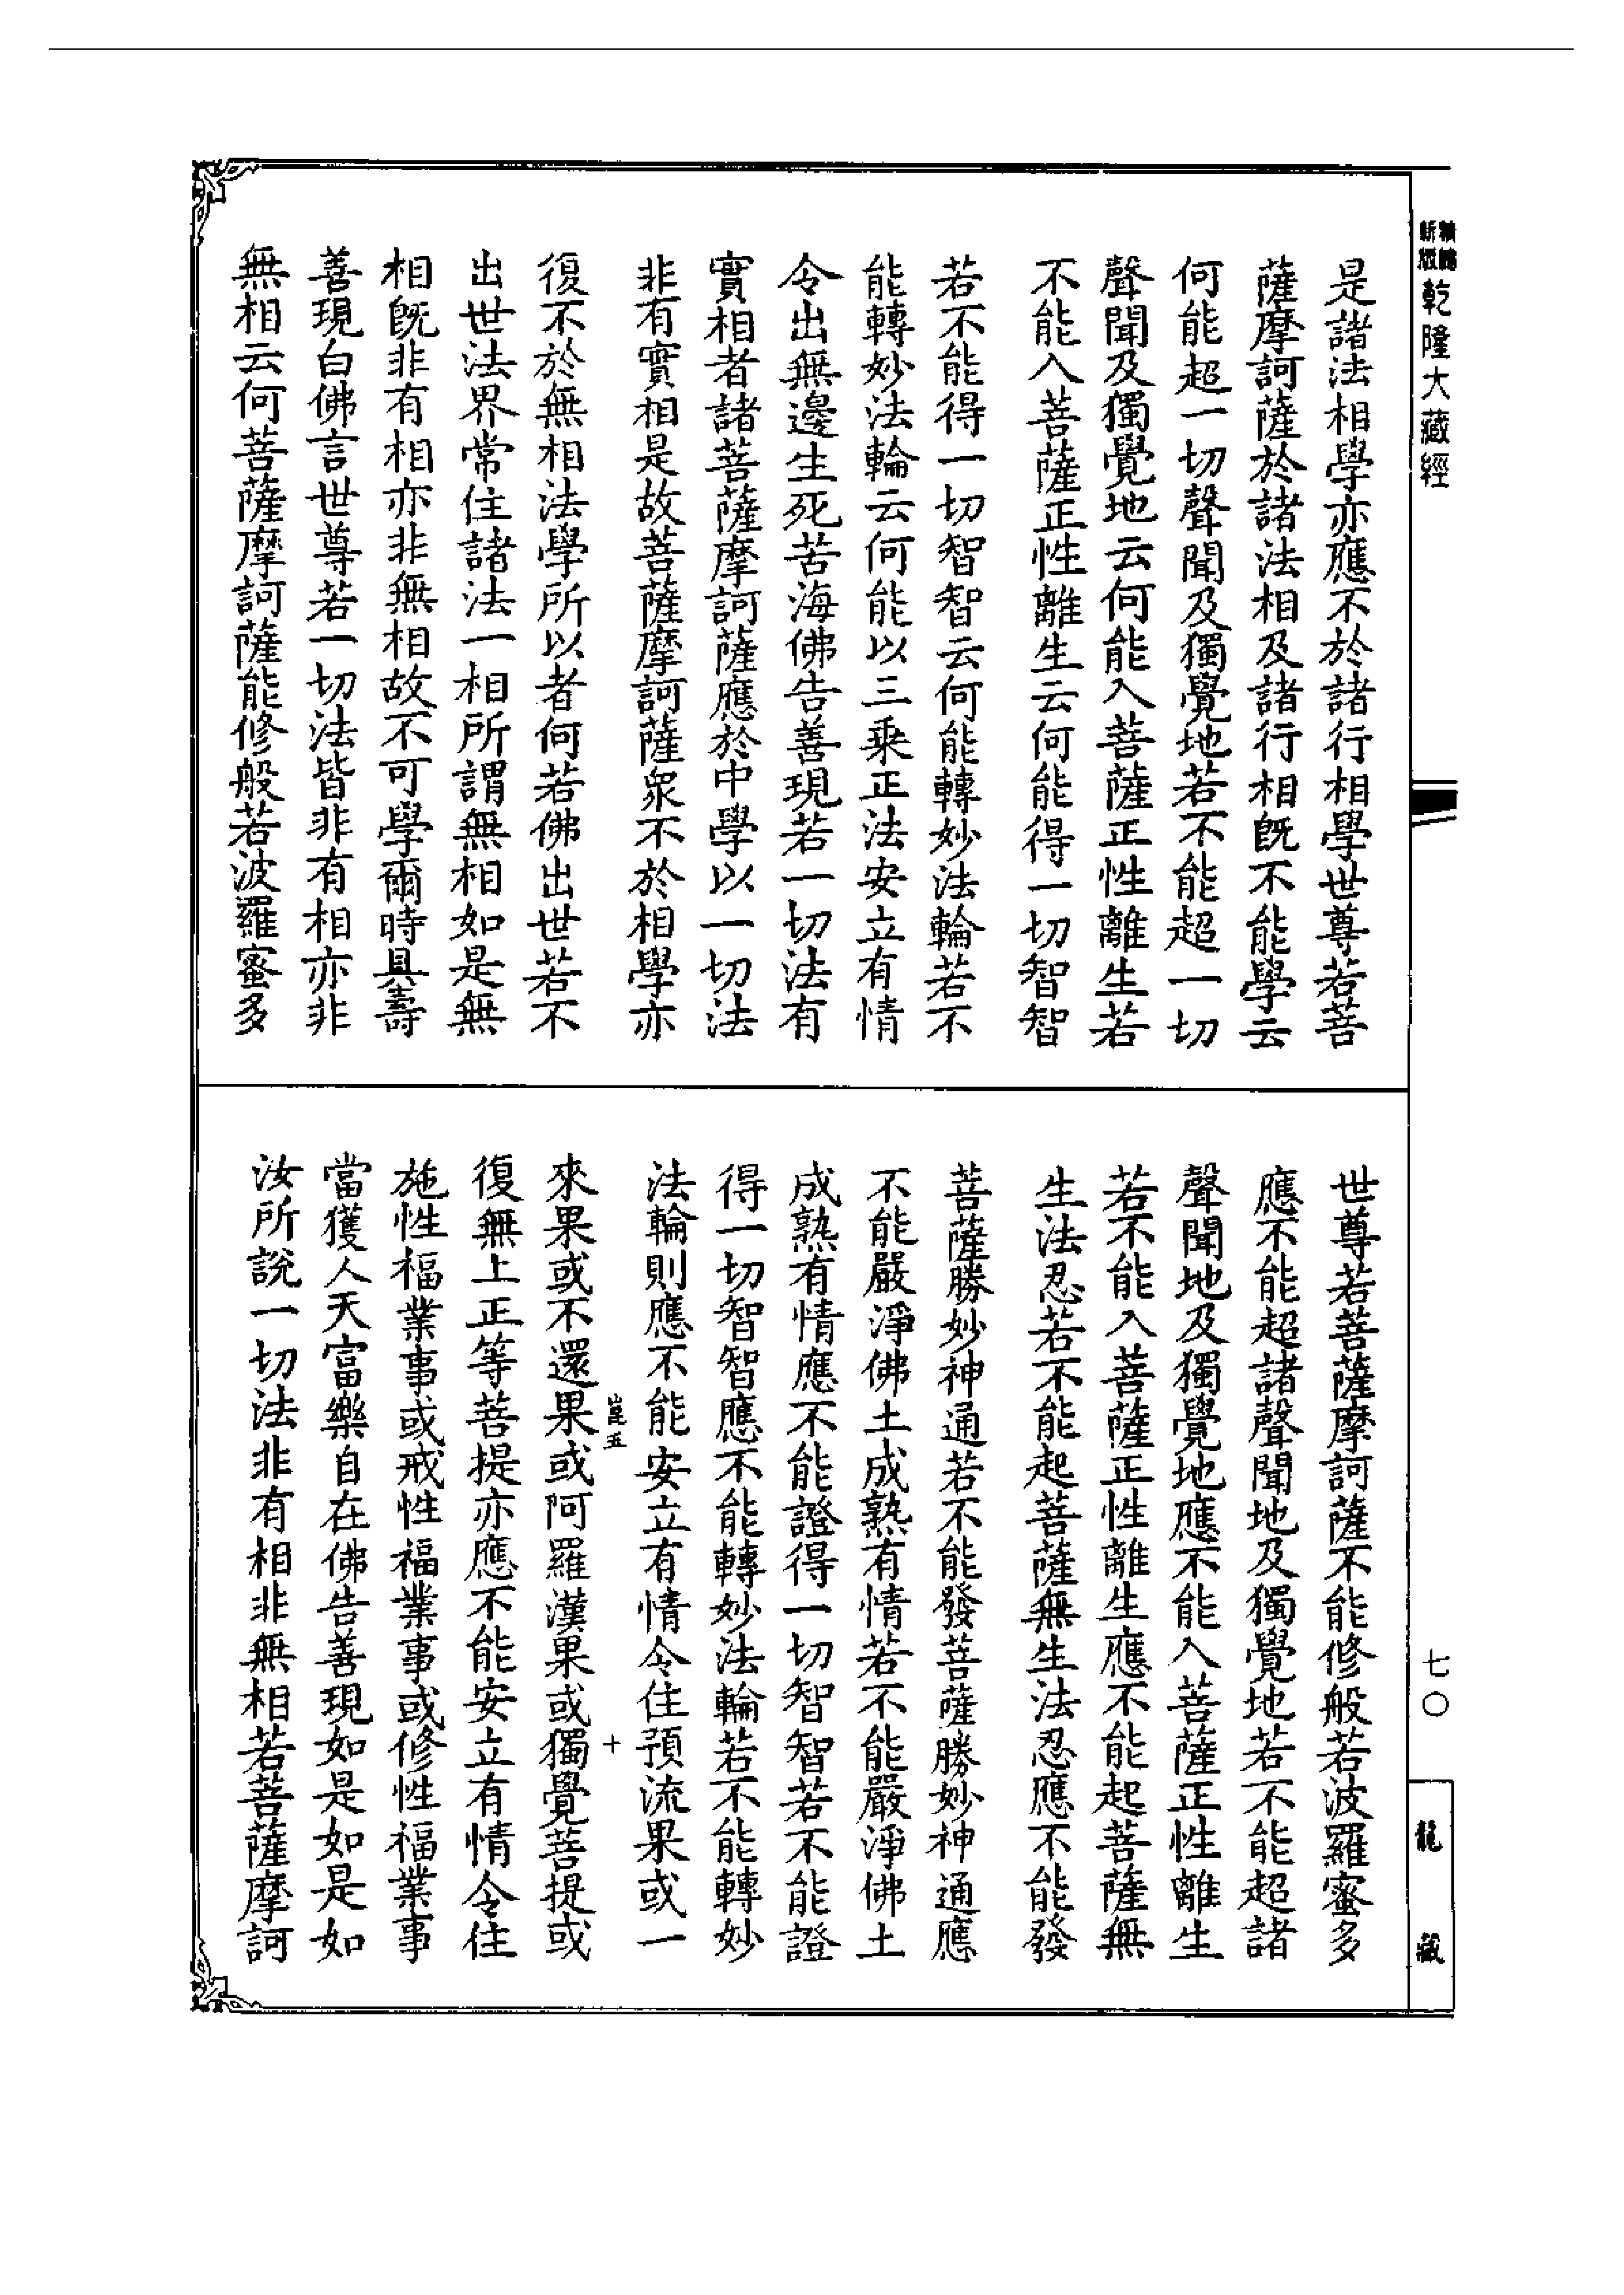 乾隆大藏經
是諸法相學亦應不於諸行相學世尊若菩
薩摩訶薩於諸法相及諸行相既不能學云
何能超一切聲聞及獨覺地若不能超一切
聲聞及獨覺地云何能入菩薩正性離生若
不能入菩薩正性離生云何能得一切智智
若不能得一切智智云何能轉妙法輪若不
能轉妙法輪云何能以三乘正法安立有情
令出無邊生死苦海佛告善現若一切法有
實相者諸菩薩摩訶薩應於中學以一切法
非有實相是故菩薩摩訶薩眾不於相學亦
復不於無相法學所以者何若佛出世若不
出世法界常住諸法一相所謂無相如是無
相既非有相亦非無相故不可學爾時具壽
善現白佛言世尊若一切法皆非有相亦非
無相云何菩薩摩訶薩能修般若波羅蜜多
世尊若菩薩摩訶薩不能修般若波羅蜜多
應不能超諸聲聞地及獨覺地若不能超諸
聲聞地及獨覺地應不能入菩薩正性離生
若不能入菩薩正性離生應不能起菩薩無
生法忍若不能起菩薩無生法忍應不能發
菩薩勝妙神通若不能發菩薩勝妙神通應
不能嚴淨佛土成熟有情若不能嚴淨佛土
成熟有情應不能證得一切智智若不能證
得一切智智應不能轉妙法輪若不能轉妙
法輪則應不能安立有情令住預流果或一
崑五 十
來果或不還果或阿羅漢果或獨覺菩提或
復無上正等菩提亦應不能安立有情令住
施性福業事或戒性福業事或修性福業事
當獲人天富樂自在佛告善現如是如是如
汝所說一切法非有相非無相若菩薩摩訶
七〇
龍藏